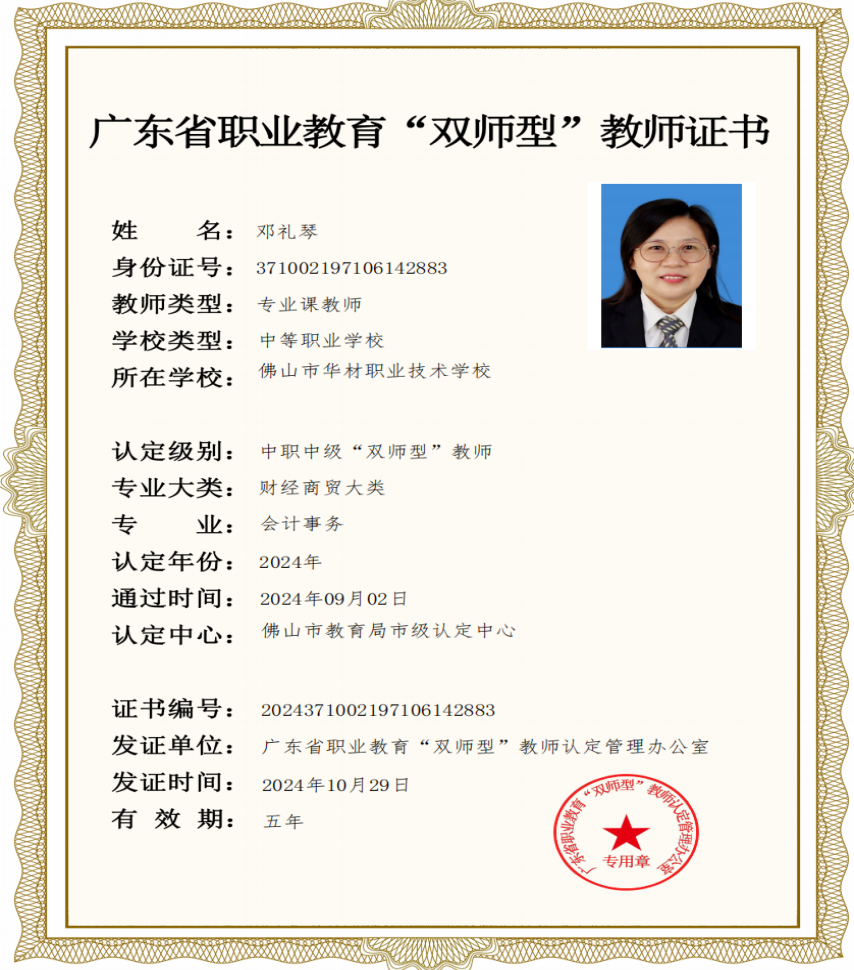 广东省职业教育“双师型”教师证书
姓 名：邓礼琴
身份证号：371002197106142883
教师类型：专业课教师
学校类型：中等职业学校
所在学校：佛山市华材职业技术学校
认定级别：中职中级“双师型”教师
专业大类：财经商贸大类
专 业：会计事务
认定年份：2024年
通过时间：2024年09月02日
认定中心：佛山市教育局市级认定中心
证书编号：2024371002197106142883
发证单位：广东省职业教育“双师型”教师认定管理办公室
发证时间：2024年10月29日
有 效 期：五年
广东省职业教育“双师型”教师认定管理办公室
专用章